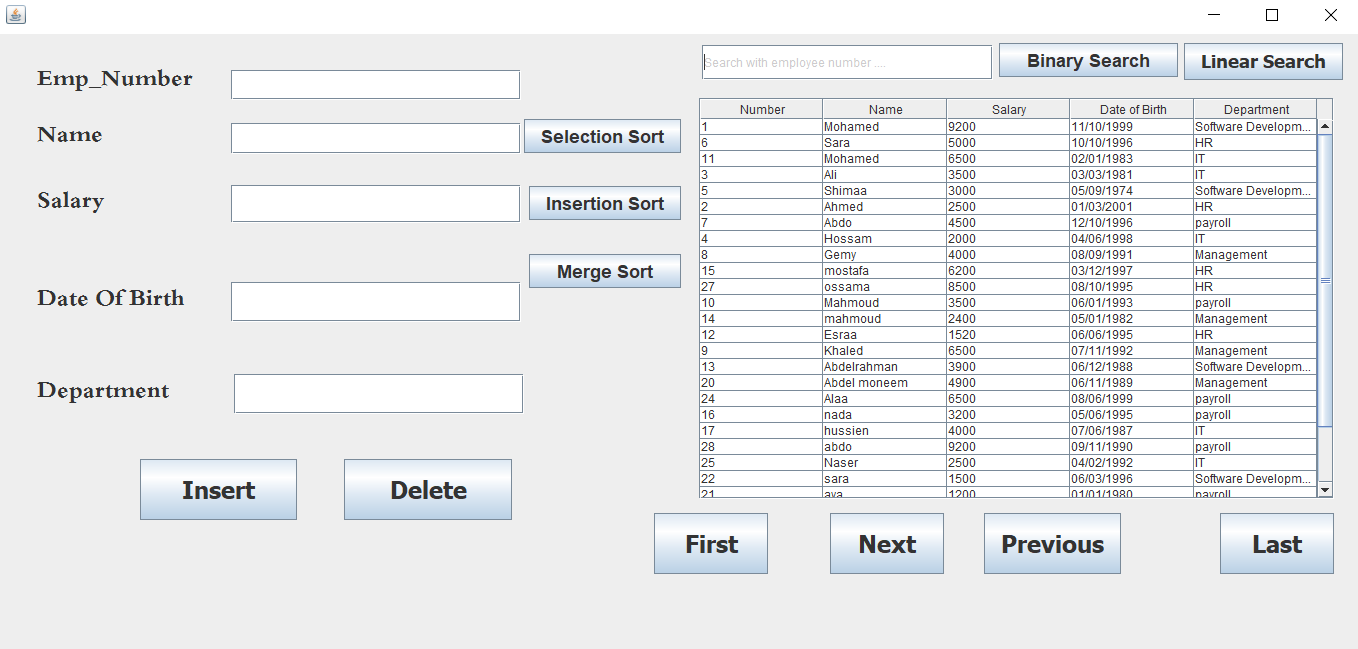 Emp_Number
Name
Selection Sort
Salary
Insertion Sort
Merge Sort
Date Of Birth
Department
Insert Delete
Search with employee number ....
Binary Search Linear Search
Number Name Salary Date of Birth Department
1 Mohamed 9200 11/10/1999 Software Developm...
6 Sara 5000 10/10/1996 HR
11 Mohamed 6500 02/01/1983 IT
3 Ali 3500 03/03/1981 IT
5 Shimaa 3000 05/09/1974 Software Developm...
2 Ahmed 2500 01/03/2001 HR
7 Abdo 4500 12/10/1996 payroll
4 Hossam 2000 04/06/1998 IT
8 Gemy 4000 08/09/1991 Management
15 mostafa 6200 03/12/1997 HR
27 ossama 8500 08/10/1995 HR
10 Mahmoud 3500 06/01/1993 payroll
14 mahmoud 2400 05/01/1982 Management
12 Esraa 1520 06/06/1995 HR
9 Khaled 6500 07/11/1992 Management
13 Abdelrahman 3900 06/12/1988 Software Developm...
20 Abdel moneem 4900 06/11/1989 Management
24 Alaa 6500 08/06/1999 payroll
16 nada 3200 05/06/1995 payroll
17 hussien 4000 07/06/1987 IT
28 abdo 9200 09/11/1990 payroll
25 Naser 2500 04/02/1992 IT
22 sara 1500 06/03/1996 Software Developm...
21 aya 1200 01/01/1980 payroll
First Next Previous Last